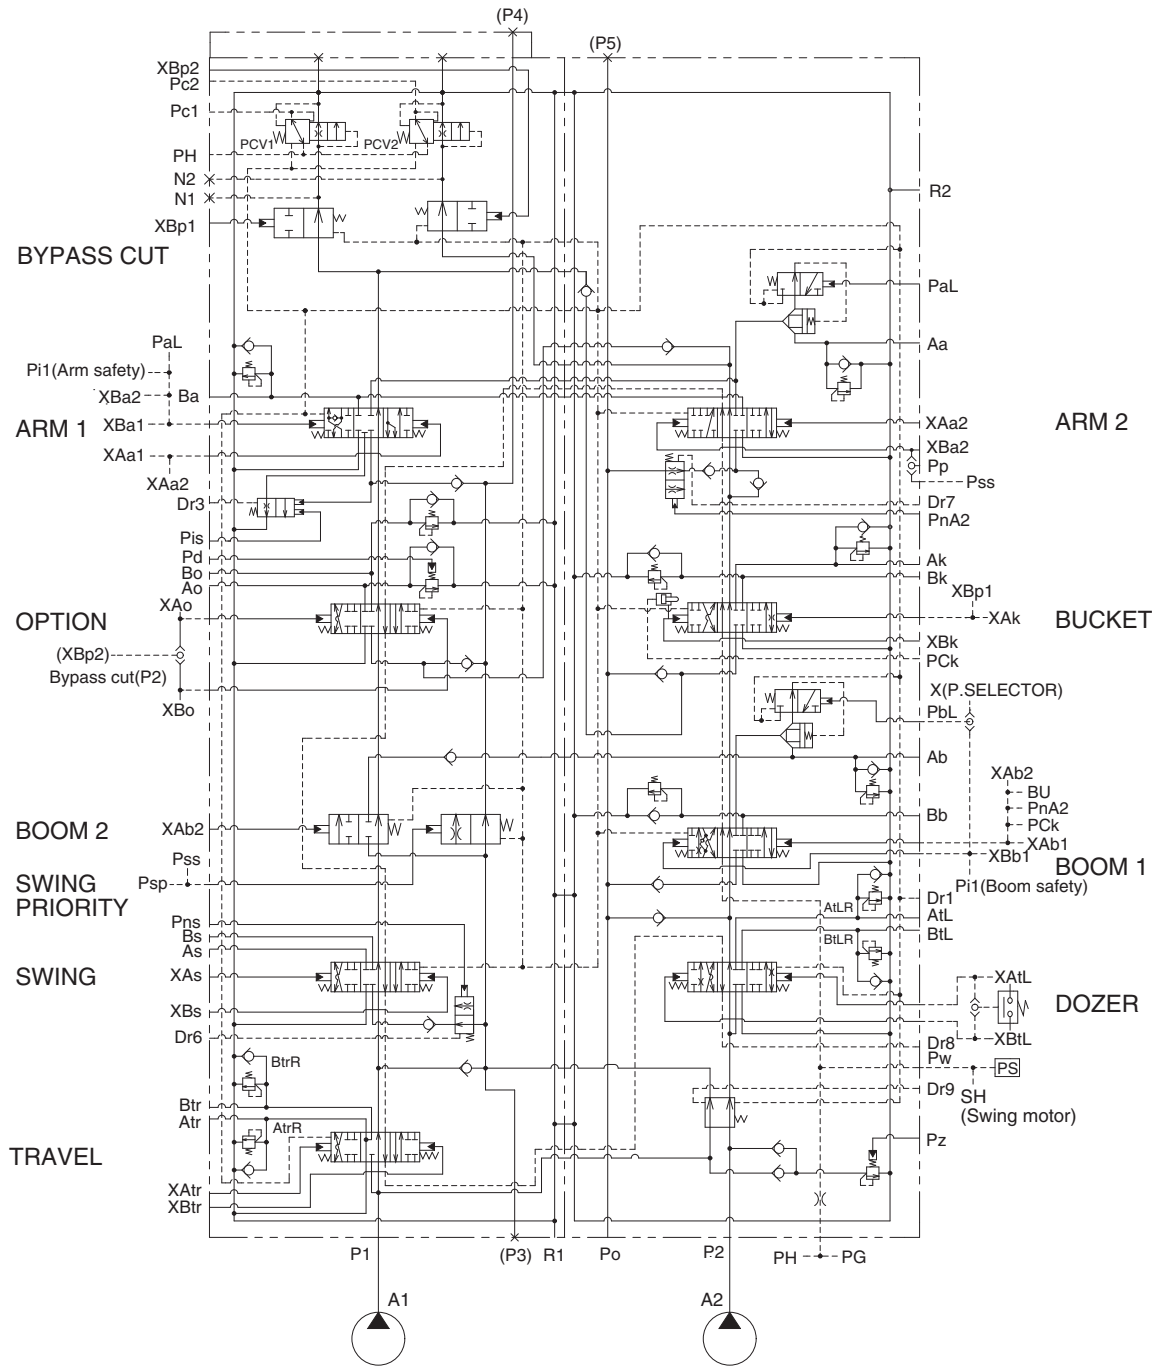 (P4)
(P5)
XBp2
Pc2
Pc1
PCV1
PCV2
PH
N2
N1
R2
XBp1
BYPASS CUT
PaL
PaL
Aa
Pi1(Arm safety)
XBa2
Ba
ARM 1
XBa1
XAa2
ARM 2
XAa1
XBa2
Pp
XAa2
Pss
Dr3
Dr7
PnA2
Pis
Pd
Ak
Bo
Bk
Ao
XBp1
XAo
OPTION
XAk
BUCKET
(XBp2)
XBk
Bypass cut(P2)
PCk
X(P.SELECTOR)
XBo
PbL
Ab
XAb2
BU
PnA2
Bb
PCk
BOOM 2
XAb2
XAb1
Pss
XBb1
BOOM 1
SWING
PRIORITY
Psp
Pi1(Boom safety)
Dr1
AtLR
AtL
Pns
BtL
Bs
BtLR
As
SWING
XAs
XAtL
DOZER
XBs
Dr6
XBtL
Dr8
Pw
BtrR
PS
Dr9
SH
(Swing motor)
Btr
Atr
AtrR
Pz
TRAVEL
XAtr
XBtr
P1
(P3)
R1
Po
P2
PH
PG
A1
A2